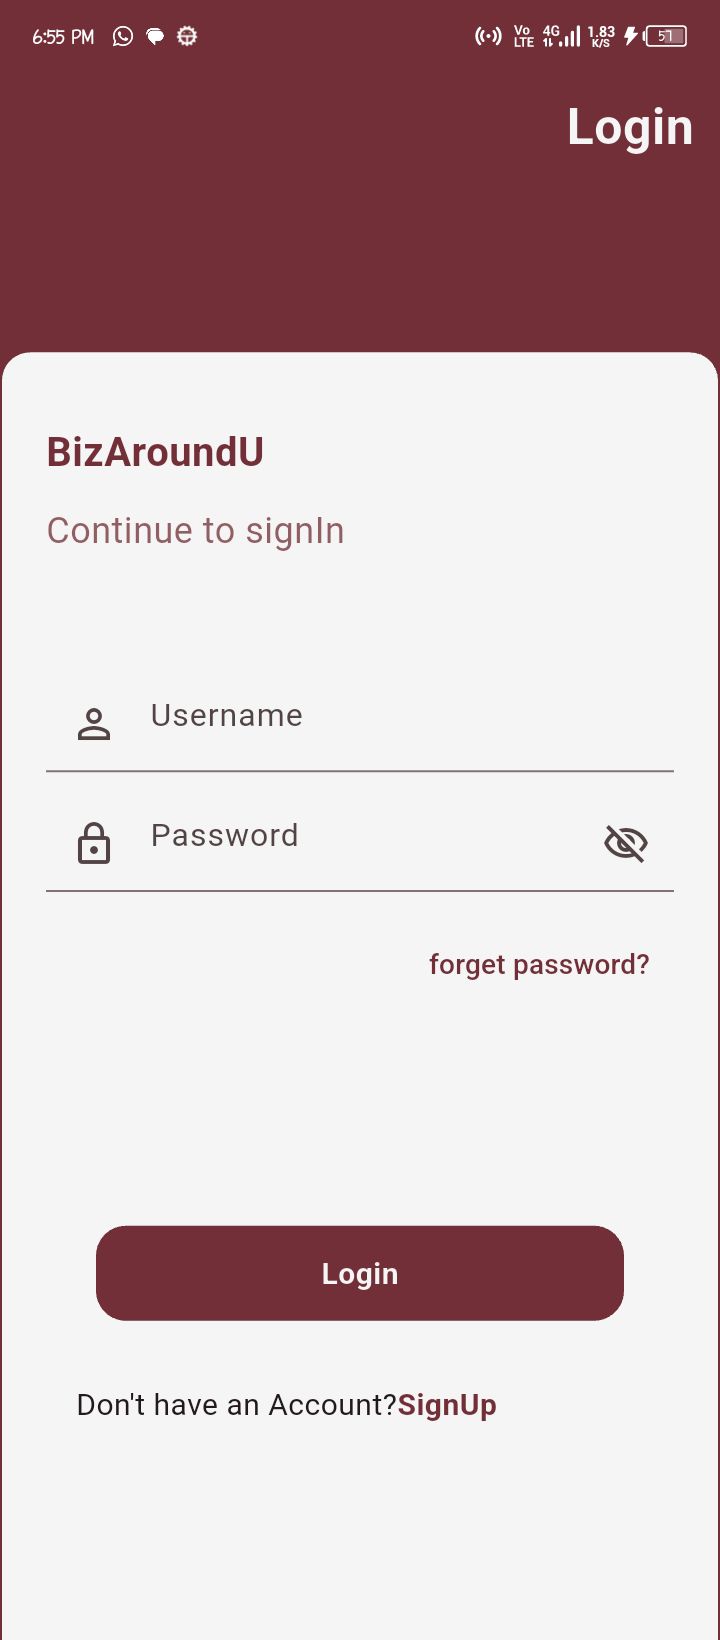 6:55 PM Vo LTE 4G 1.83 K/S 57
Login
BizAroundU
Continue to signIn
Username
Password
forget password?
Login
Don't have an Account?SignUp